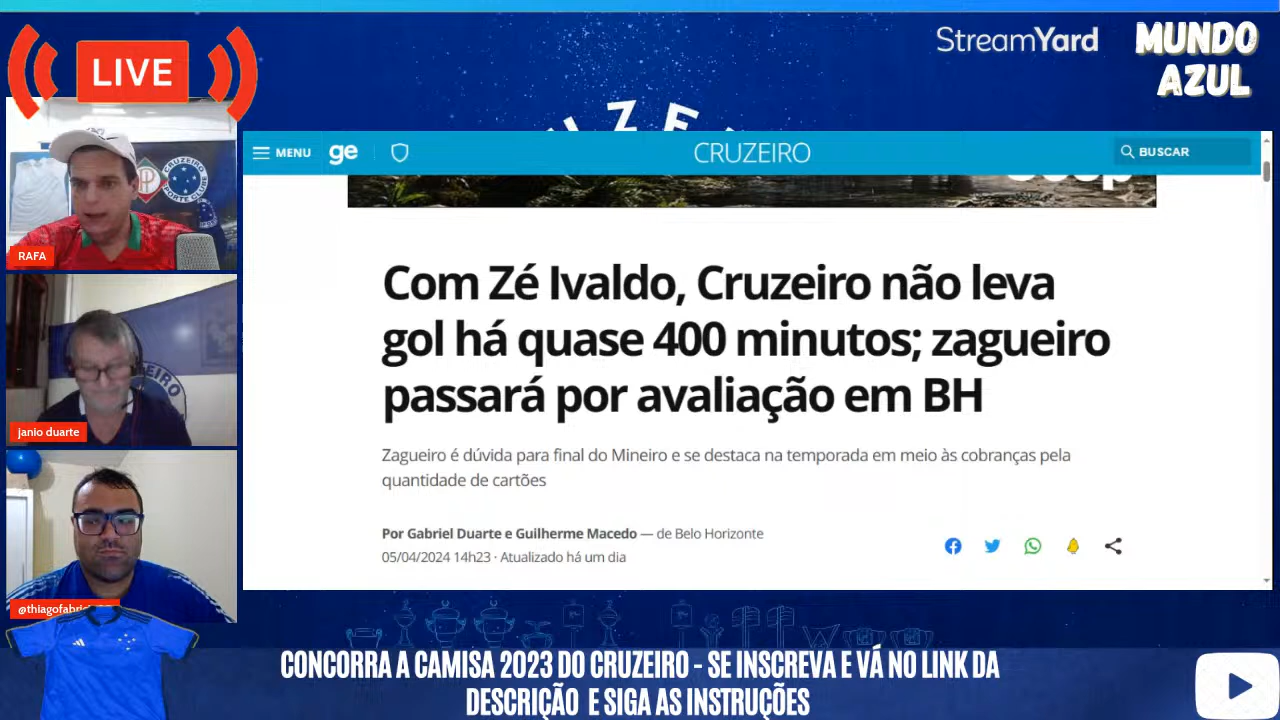 LIVE
StreamYard
MUNDO
AZUL
MENU
ge
CRUZEIRO
BUSCAR
Com Zé Ivaldo, Cruzeiro não leva
gol há quase 400 minutos; zagueiro
passará por avaliação em BH
Zagueiro é dúvida para final do Mineiro e se destaca na temporada em meio às cobranças pela
quantidade de cartões
Por Gabriel Duarte e Guilherme Macedo — de Belo Horizonte
05/04/2024 14h23 · Atualizado há um dia
CRUZEIRO
RAFA
janio duarte
@thiagofabri
CONCORRA A CAMISA 2023 DO CRUZEIRO - SE INSCREVA E VÁ NO LINK DA
DESCRIÇÃO E SIGA AS INSTRUÇÕES